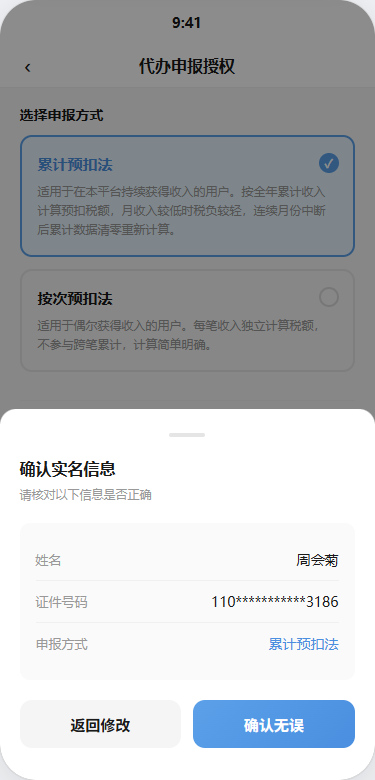 9:41
‹
代办申报授权
选择申报方式
累计预扣法
适用于在本平台持续获得收入的用户。按全年累计收入
计算预扣税额，月收入较低时税负较轻，连续月份中断
后累计数据清零重新计算。
按次预扣法
适用于偶尔获得收入的用户。每笔收入独立计算税额，
不参与跨笔累计，计算简单明确。
确认实名信息
请核对以下信息是否正确
姓名 周会菊
证件号码 110***********3186
申报方式 累计预扣法
返回修改 确认无误